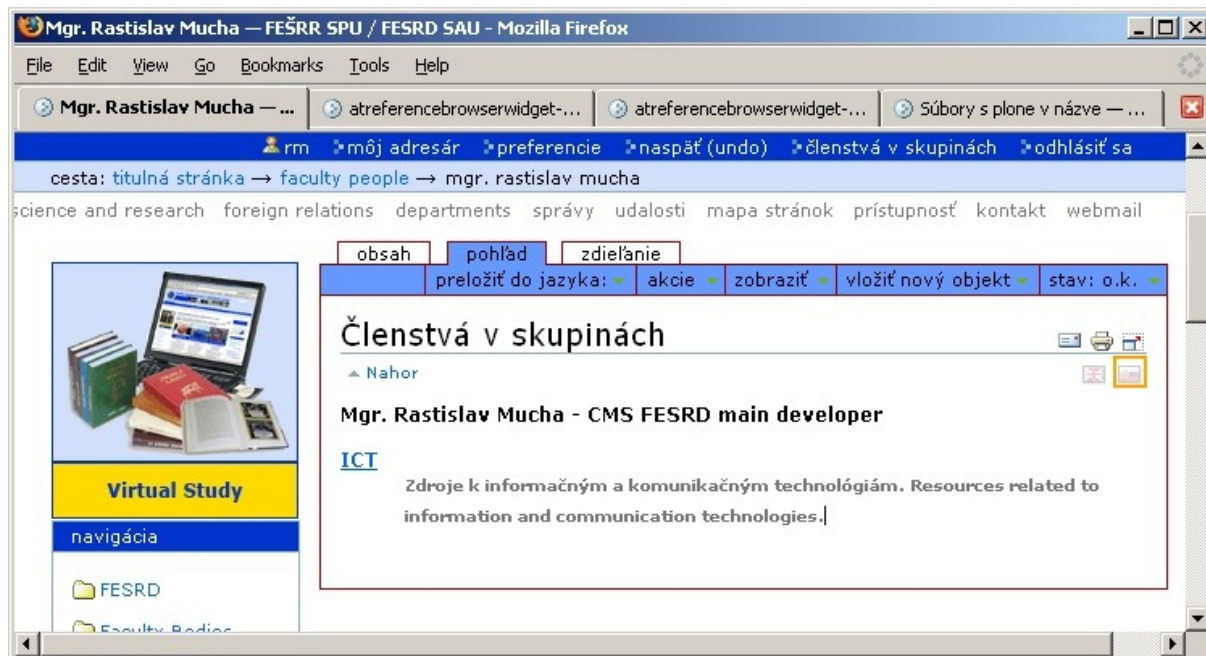 Mgr. Rastislav Mucha — FEŠRR SPU / FESRD SAU - Mozilla Firefox
File Edit View Go Bookmarks Tools Help
Mgr. Rastislav Mucha — ... atreferencebrowserwidget-... atreferencebrowserwidget-... Súbory s plone v názve — ...
rm môj adresár preferencie naspäť (undo) členstvá v skupinách odhlásiť sa
cesta: titulná stránka → faculty people → mgr. rastislav mucha
science and research foreign relations departments správy udalosti mapa stránok prístupnosť kontakt webmail
obsah pohľad zdieľanie
preložiť do jazyka: akcie zobraziť vložiť nový objekt stav: o.k.
Členstvá v skupinách
Nahor
Mgr. Rastislav Mucha - CMS FESRD main developer
ICT
Zdroje k informačným a komunikačným technológiám. Resources related to
information and communication technologies.
Virtual Study
navigácia
FESRD
Faculty Bodies